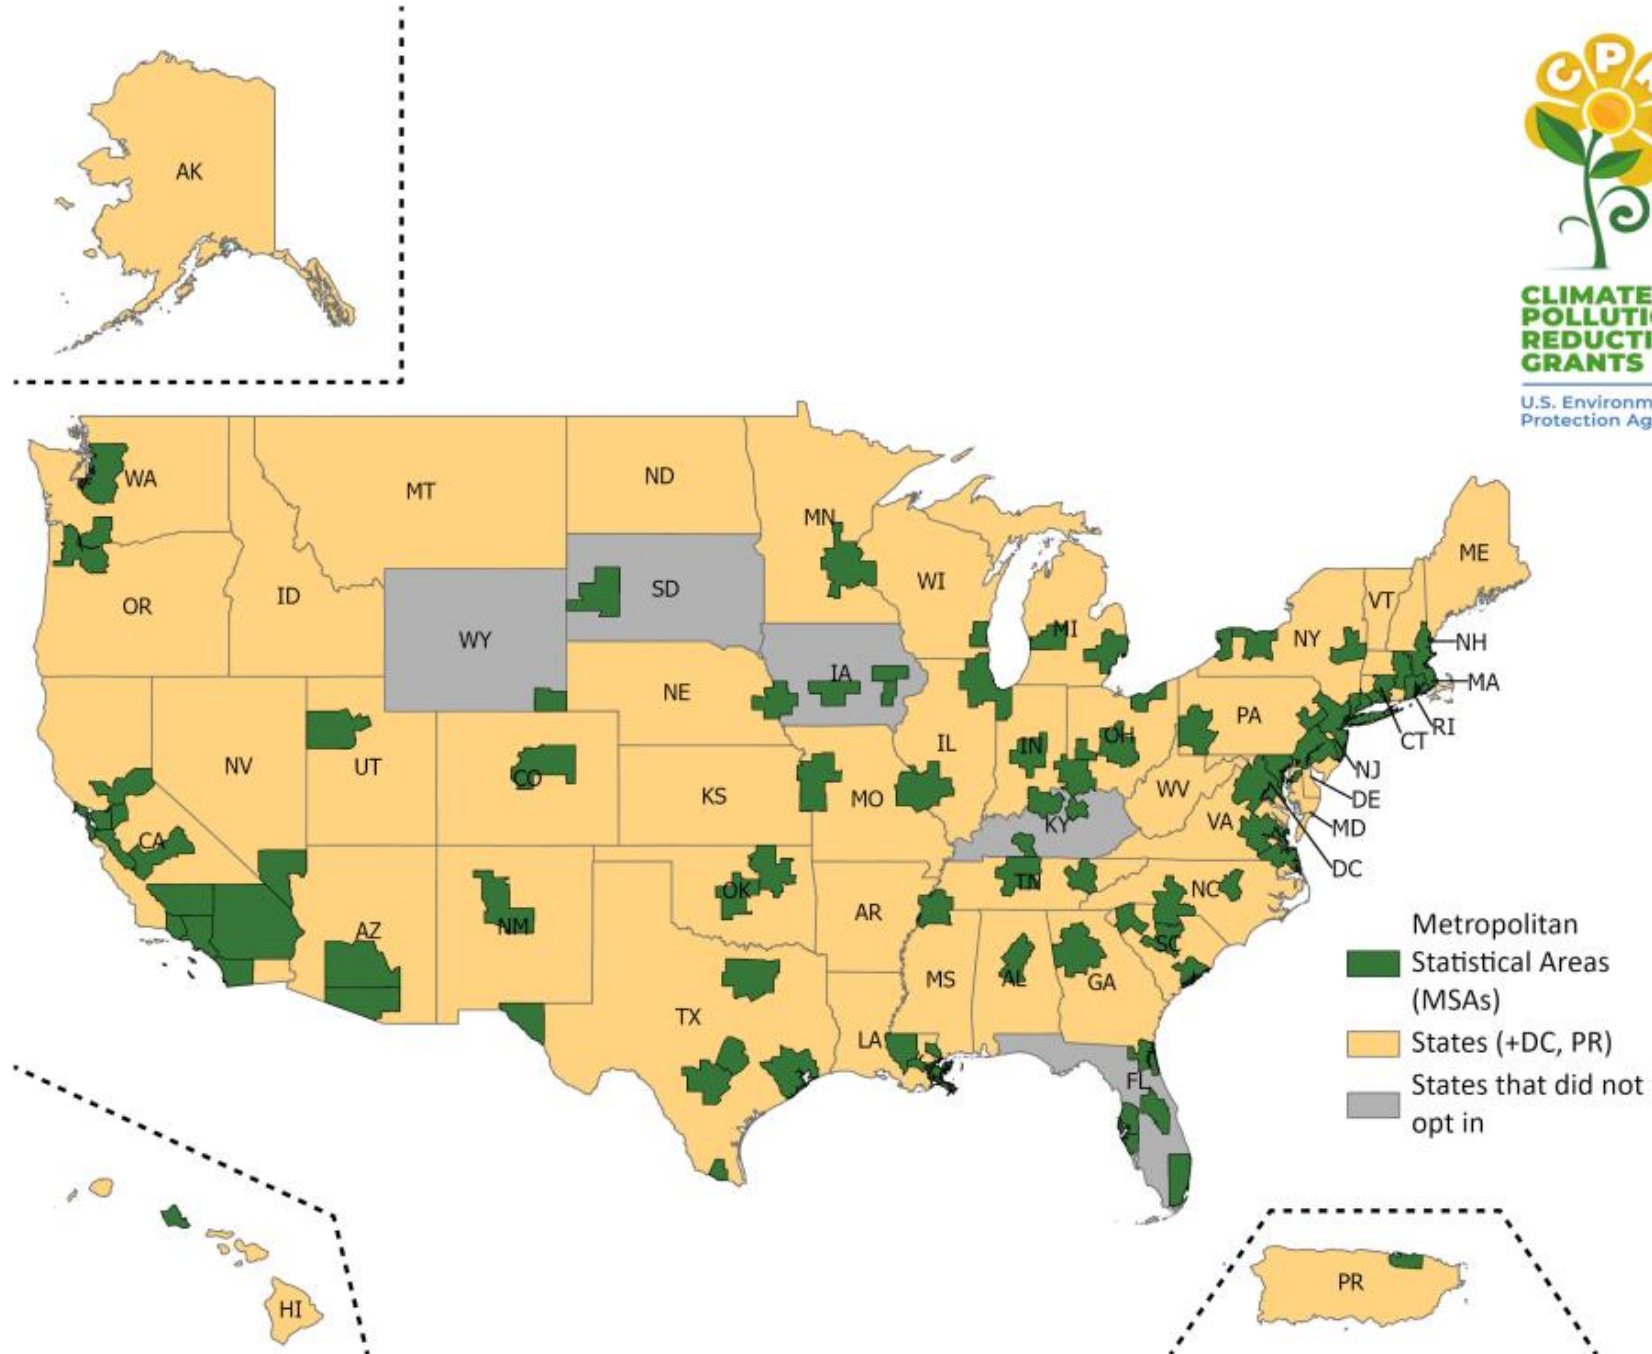 AK
CP
CLIMATE
POLLUTI
REDUCTI
GRANTS
U.S. Environm
Protection Ag
WA
MT
ND
MN
ME
OR
ID
SD
WI
MI
VT
NY
NH
WY
IA
MA
NE
PA
RI
CT
NV
UT
CO
IL
IN
OH
NJ
KS
MO
WV
DE
CA
KY
VA
MD
DC
AZ
NM
OK
AR
TN
NC
SC
MS
AL
GA
TX
LA
FL
Metropolitan
Statistical Areas
(MSAs)
States (+DC, PR)
States that did not
opt in
HI
PR